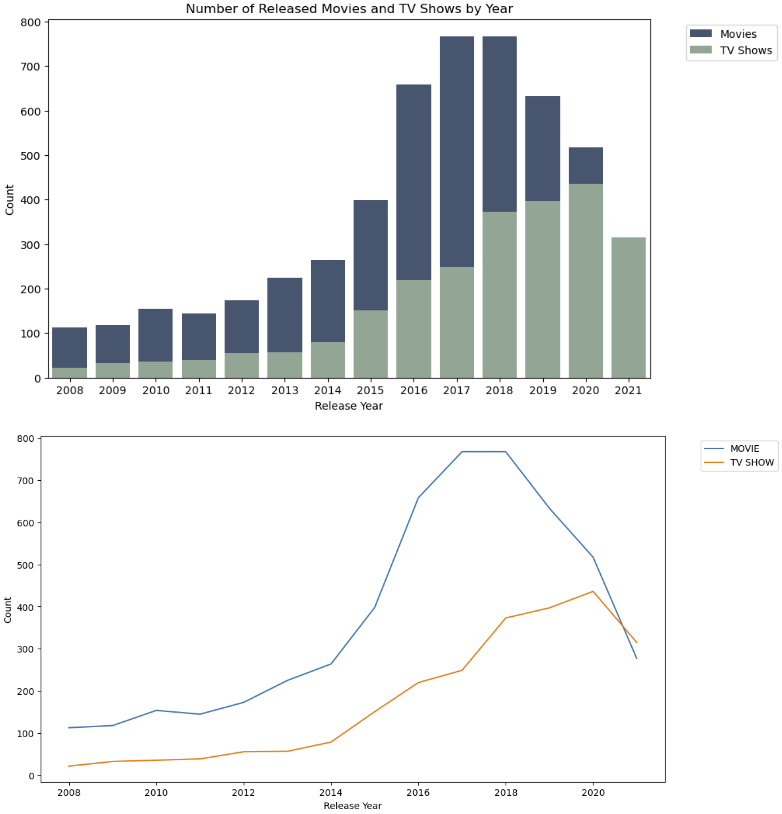 Number of Released Movies and TV Shows by Year
800
700
600
500
400
300
200
100
0
Count
2008 2009 2010 2011 2012 2013 2014 2015 2016 2017 2018 2019 2020 2021
Release Year
Movies
TV Shows
800
700
600
500
400
300
200
100
0
Count
2008 2010 2012 2014 2016 2018 2020
Release Year
MOVIE
TV SHOW